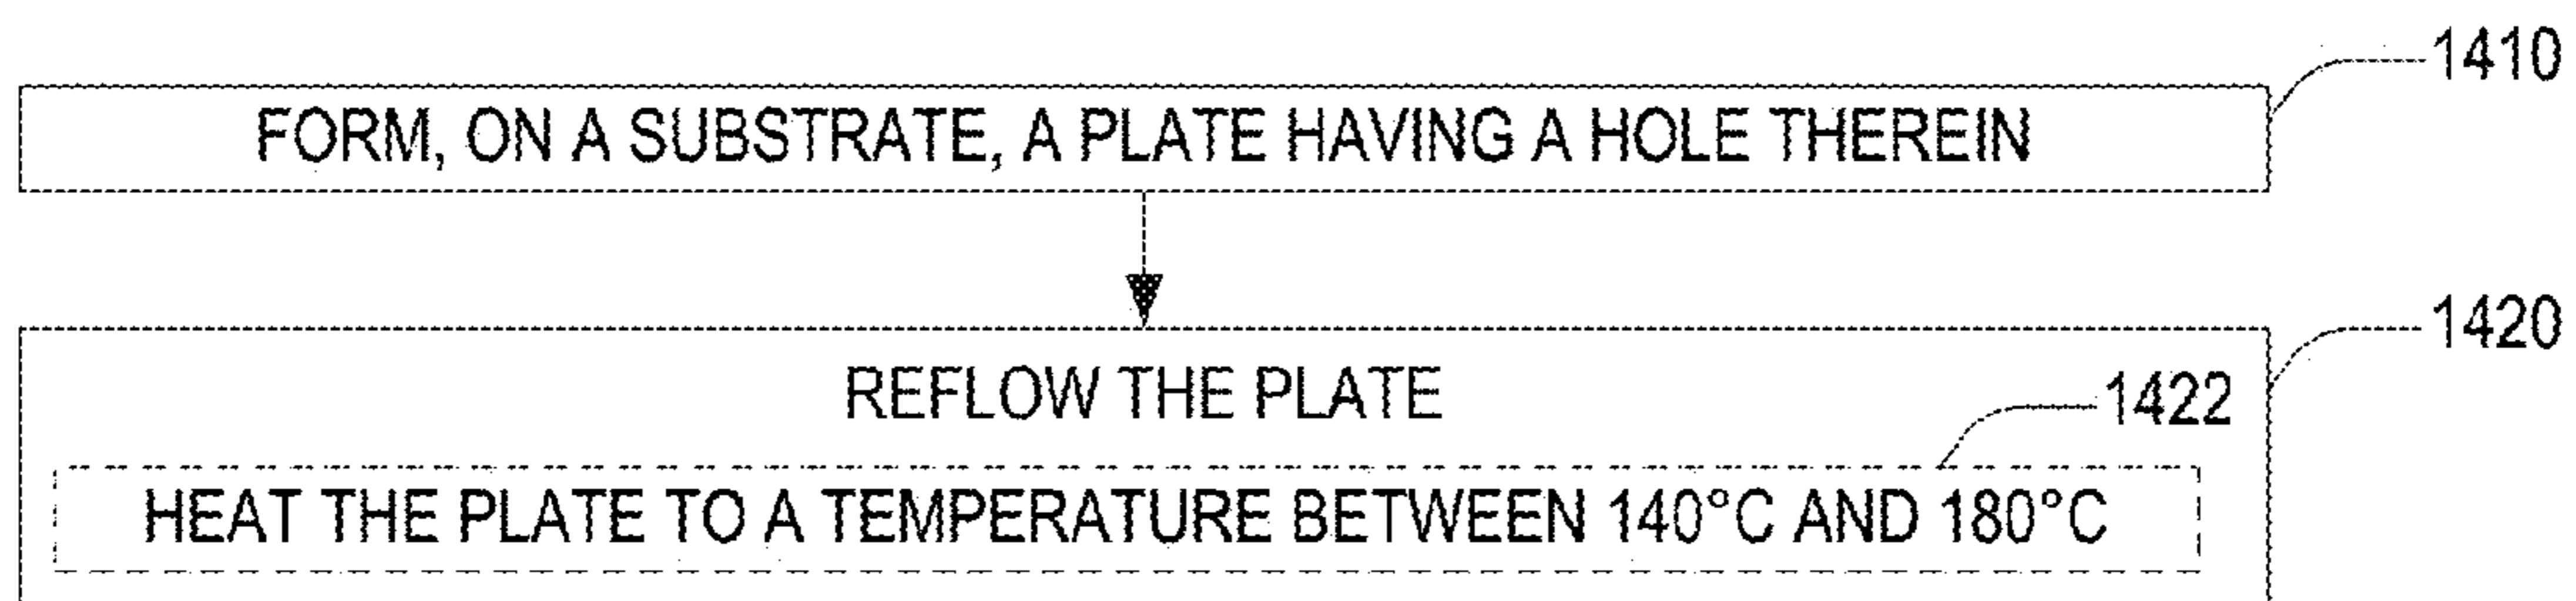 1410
FORM, ON A SUBSTRATE, A PLATE HAVING A HOLE THEREIN
1420
REFLOW THE PLATE
1422
HEAT THE PLATE TO A TEMPERATURE BETWEEN 140°C AND 180°C